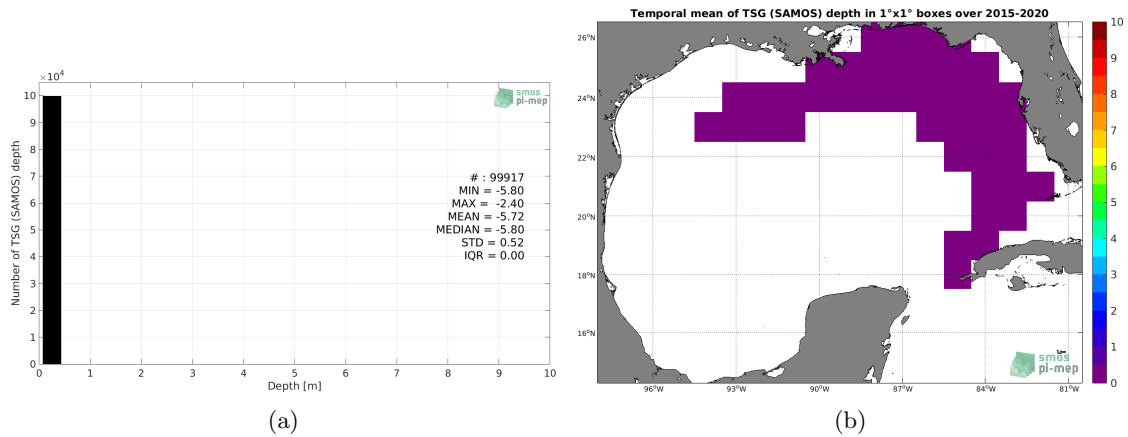 ×10⁴
10
9
8
7
6
5
4
3
2
1
0
Number of TSG (SAMOS) depth
smos
pi-mep
# : 99917
MIN = -5.80
MAX = -2.40
MEAN = -5.72
MEDIAN = -5.80
STD = 0.52
IQR = 0.00
0 1 2 3 4 5 6 7 8 9 10
Depth [m]
(a)
Temporal mean of TSG (SAMOS) depth in 1°x1° boxes over 2015-2020
26°N
24°N
22°N
20°N
18°N
16°N
96°W 93°W 90°W 87°W 84°W 81°W
smos
pi-mep
10
9
8
7
6
5
4
3
2
1
0
(b)